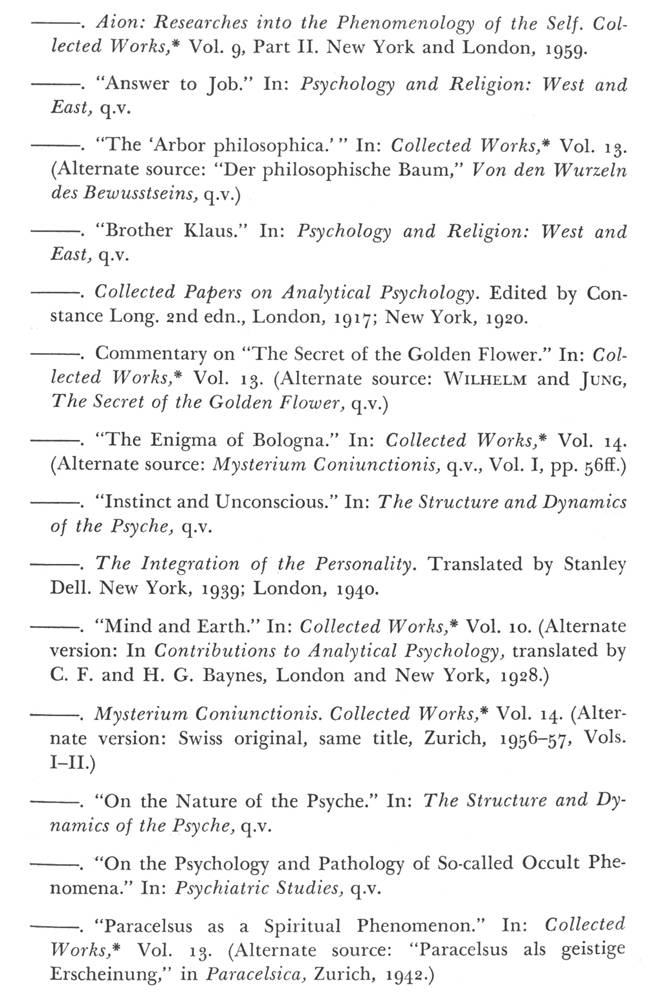 ———. Aion: Researches into the Phenomenology of the Self. Col-
lected Works,* Vol. 9, Part II. New York and London, 1959.
———. “Answer to Job.” In: Psychology and Religion: West and
East, q.v.
———. “The ‘Arbor philosophica.’ ” In: Collected Works,* Vol. 13.
(Alternate source: “Der philosophische Baum,” Von den Wurzeln
des Bewusstseins, q.v.)
———. “Brother Klaus.” In: Psychology and Religion: West and
East, q.v.
———. Collected Papers on Analytical Psychology. Edited by Con-
stance Long. 2nd edn., London, 1917; New York, 1920.
———. Commentary on “The Secret of the Golden Flower.” In: Col-
lected Works,* Vol. 13. (Alternate source: WILHELM and JUNG,
The Secret of the Golden Flower, q.v.)
———. “The Enigma of Bologna.” In: Collected Works,* Vol. 14.
(Alternate source: Mysterium Coniunctionis, q.v., Vol. I, pp. 56ff.)
———. “Instinct and Unconscious.” In: The Structure and Dynamics
of the Psyche, q.v.
———. The Integration of the Personality. Translated by Stanley
Dell. New York, 1939; London, 1940.
———. “Mind and Earth.” In: Collected Works,* Vol. 10. (Alternate
version: In Contributions to Analytical Psychology, translated by
C. F. and H. G. Baynes, London and New York, 1928.)
———. Mysterium Coniunctionis. Collected Works,* Vol. 14. (Alter-
nate version: Swiss original, same title, Zurich, 1956–57, Vols.
I–II.)
———. “On the Nature of the Psyche.” In: The Structure and Dy-
namics of the Psyche, q.v.
———. “On the Psychology and Pathology of So-called Occult Phe-
nomena.” In: Psychiatric Studies, q.v.
———. “Paracelsus as a Spiritual Phenomenon.” In: Collected
Works,* Vol. 13. (Alternate source: “Paracelsus als geistige
Erscheinung,” in Paracelsica, Zurich, 1942.)